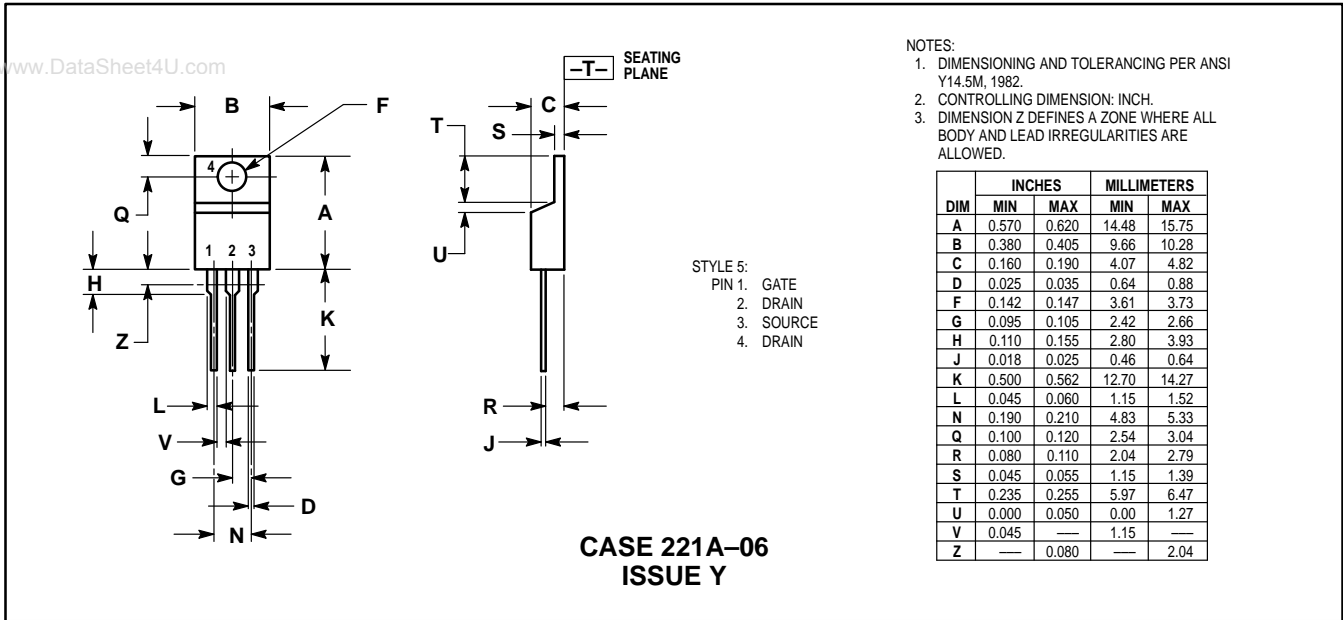 www.DataSheet4U.com
–T–
SEATING
PLANE
B
F
C
T
S
4
Q
A
U
1 2 3
H
K
Z
L
R
V
J
G
D
N
STYLE 5:
PIN 1. GATE
2. DRAIN
3. SOURCE
4. DRAIN
CASE 221A–06
ISSUE Y
NOTES:
1. DIMENSIONING AND TOLERANCING PER ANSI
Y14.5M, 1982.
2. CONTROLLING DIMENSION: INCH.
3. DIMENSION Z DEFINES A ZONE WHERE ALL
BODY AND LEAD IRREGULARITIES ARE
ALLOWED.
INCHES MILLIMETERS
DIM MIN MAX MIN MAX
A 0.570 0.620 14.48 15.75
B 0.380 0.405 9.66 10.28
C 0.160 0.190 4.07 4.82
D 0.025 0.035 0.64 0.88
F 0.142 0.147 3.61 3.73
G 0.095 0.105 2.42 2.66
H 0.110 0.155 2.80 3.93
J 0.018 0.025 0.46 0.64
K 0.500 0.562 12.70 14.27
L 0.045 0.060 1.15 1.52
N 0.190 0.210 4.83 5.33
Q 0.100 0.120 2.54 3.04
R 0.080 0.110 2.04 2.79
S 0.045 0.055 1.15 1.39
T 0.235 0.255 5.97 6.47
U 0.000 0.050 0.00 1.27
V 0.045 ––– 1.15 –––
Z ––– 0.080 ––– 2.04